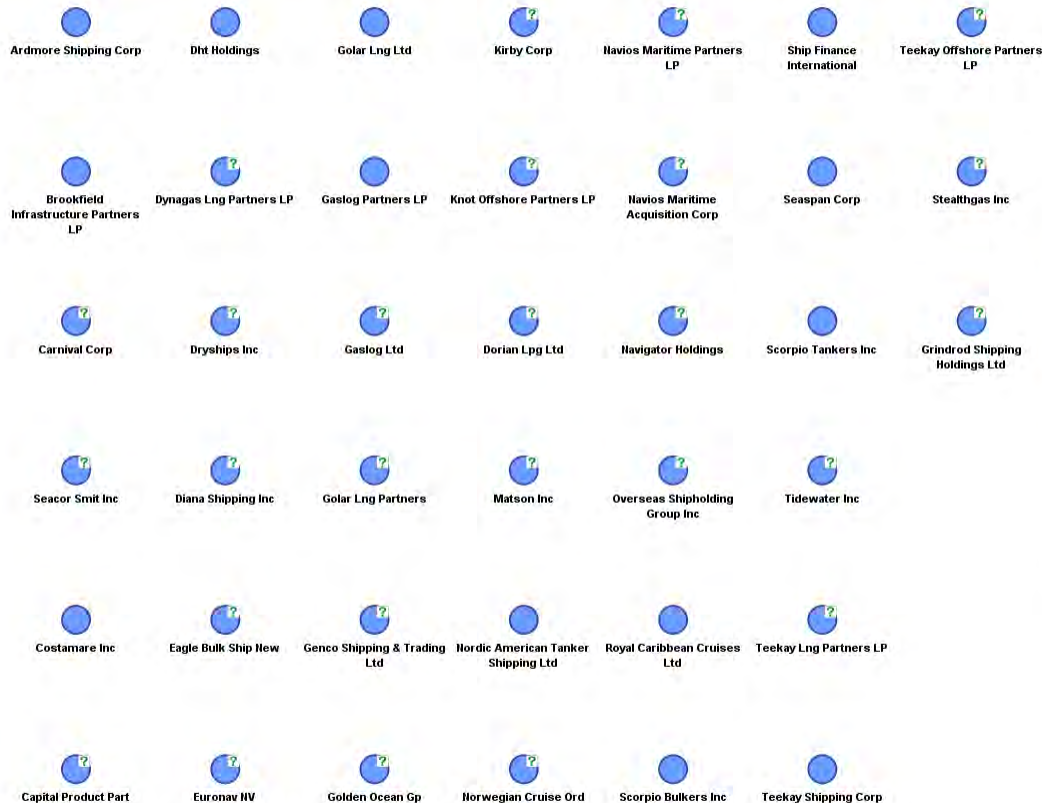 ?
?
?
Ardmore Shipping Corp Dht Holdings Golar Lng Ltd Kirby Corp Navios Maritime Partners Ship Finance Teekay Offshore Partners
LP International LP
?
?
?
?
Brookfield Dynagas Lng Partners LP Gaslog Partners LP Knot Offshore Partners LP Navios Maritime Seaspan Corp Stealthgas Inc
Infrastructure Partners Acquisition Corp
LP
?
?
?
?
?
?
Carnival Corp Dryships Inc Gaslog Ltd Dorian Lpg Ltd Navigator Holdings Scorpio Tankers Inc Grindrod Shipping
Holdings Ltd
?
?
?
?
?
?
Seacor Smit Inc Diana Shipping Inc Golar Lng Partners Matson Inc Overseas Shipholding Tidewater Inc
Group Inc
?
?
?
Costamare Inc Eagle Bulk Ship New Genco Shipping & Trading Nordic American Tanker Royal Caribbean Cruises Teekay Lng Partners LP
Ltd Shipping Ltd Ltd
?
?
?
?
Capital Product Part Euronav NV Golden Ocean Gp Norwegian Cruise Ord Scorpio Bulkers Inc Teekay Shipping Corp